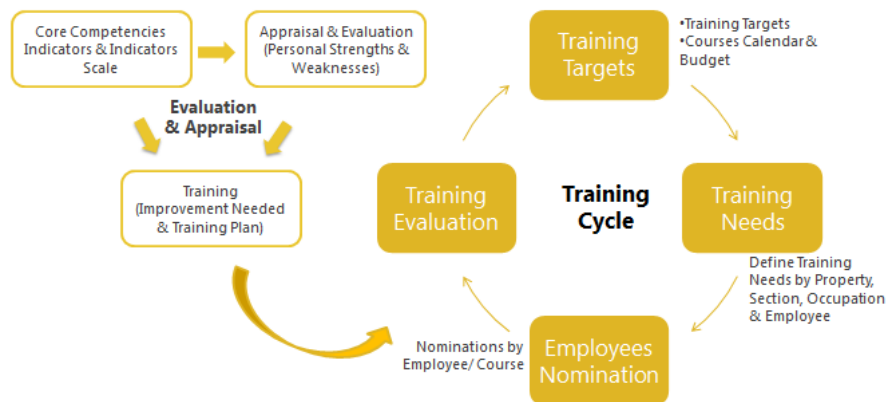 Core Competencies
Indicators & Indicators
Scale
Appraisal & Evaluation
(Personal Strengths &
Weaknesses)
Evaluation
& Appraisal
Training
(Improvement Needed
& Training Plan)
Training
Targets
•Training Targets
•Courses Calendar &
Budget
Training
Evaluation
Training
Cycle
Training
Needs
Define Training
Needs by Property,
Section, Occupation
& Employee
Employees
Nomination
Nominations by
Employee/ Course